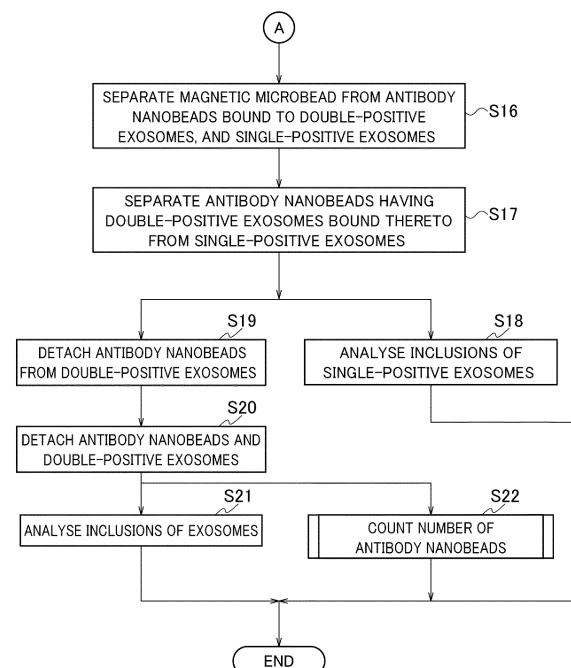 A
SEPARATE MAGNETIC MICROBEAD FROM ANTIBODY
NANOBEADS BOUND TO DOUBLE-POSITIVE
EXOSOMES, AND SINGLE-POSITIVE EXOSOMES
S16
SEPARATE ANTIBODY NANOBEADS HAVING
DOUBLE-POSITIVE EXOSOMES BOUND THERETO
FROM SINGLE-POSITIVE EXOSOMES
S17
S19
DETACH ANTIBODY NANOBEADS
FROM DOUBLE-POSITIVE EXOSOMES
S18
ANALYSE INCLUSIONS OF
SINGLE-POSITIVE EXOSOMES
S20
DETACH ANTIBODY NANOBEADS AND
DOUBLE-POSITIVE EXOSOMES
S21
ANALYSE INCLUSIONS OF EXOSOMES
S22
COUNT NUMBER OF
ANTIBODY NANOBEADS
END